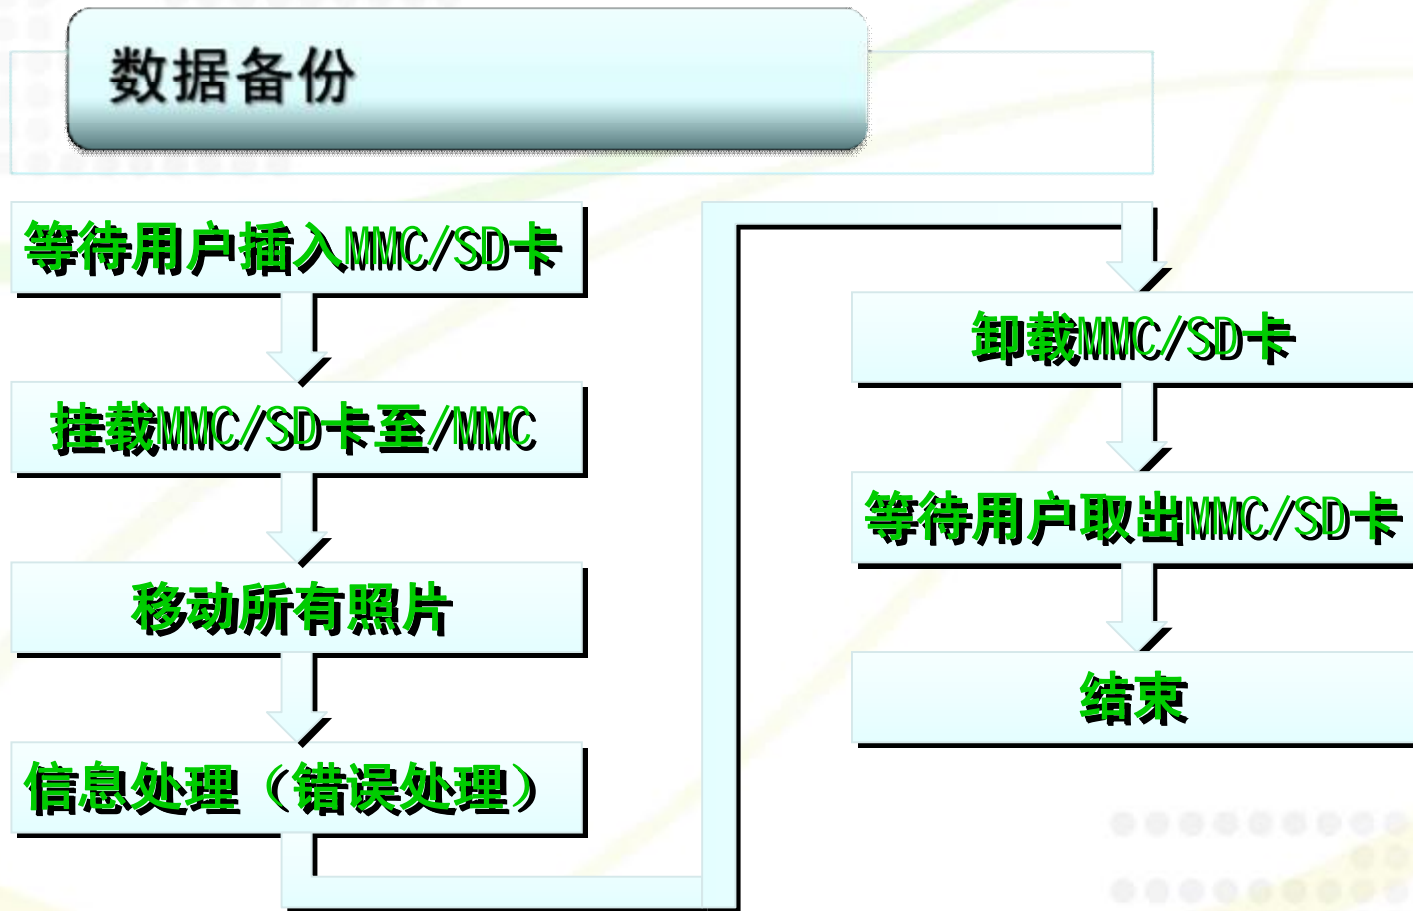 数据备份
等待用户插入MMC/SD卡
挂载MMC/SD卡至/MMC
移动所有照片
信息处理（错误处理）
卸载MMC/SD卡
等待用户取出MMC/SD卡
结束